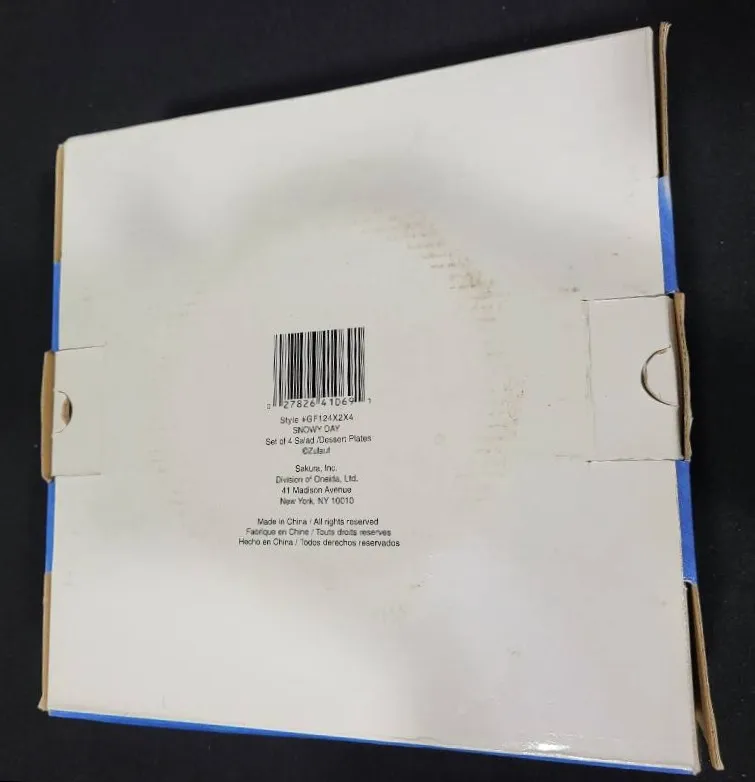 0 27826 41069 1
Style #GF124X2X4
SNOWY DAY
Set of 4 Salad /Dessert Plates
©Zulauf
Sakura, Inc.
Division of Oneida, Ltd.
41 Madison Avenue
New York, NY 10010
Made in China / All rights reserved
Fabriqué en Chine / Touts droits reserves
Hecho en China / Todos derechos reservados